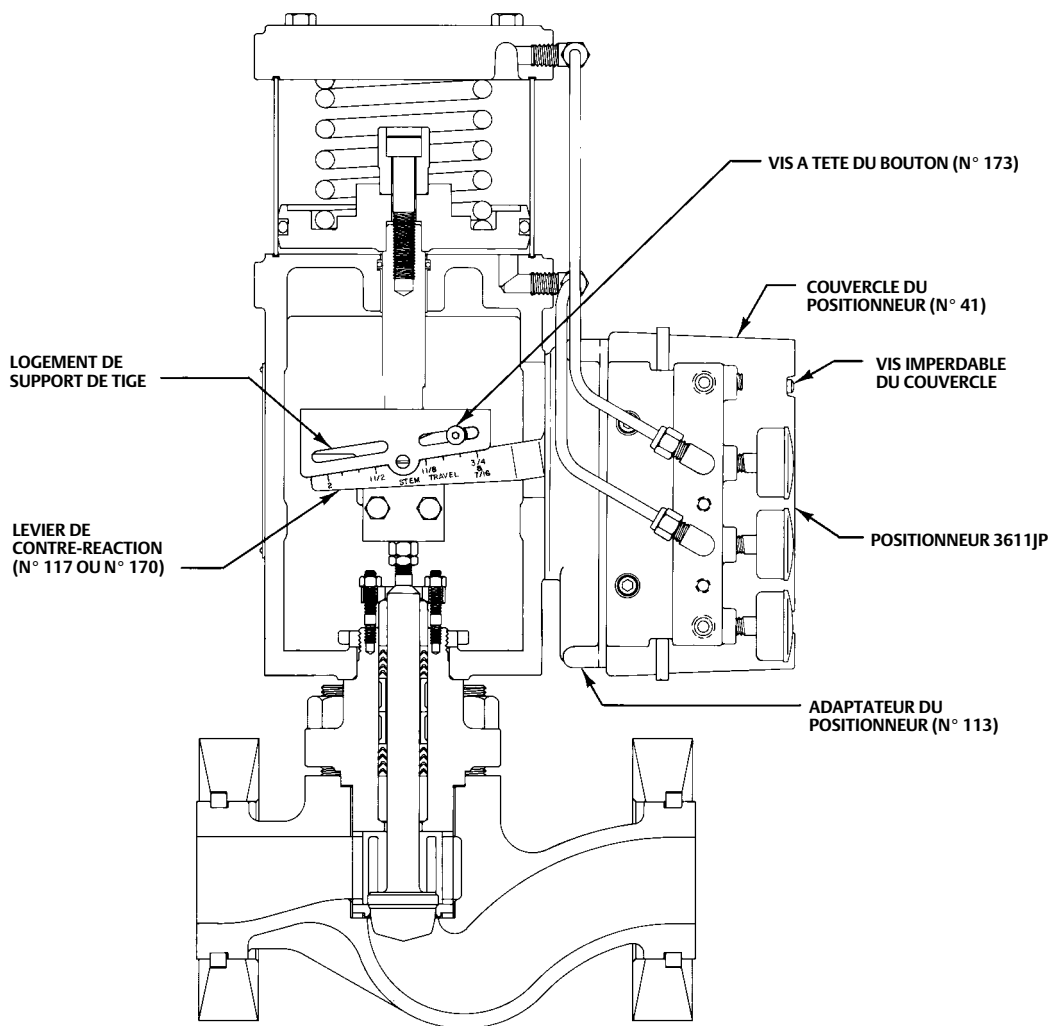 VIS A TETE DU BOUTON (N° 173)
COUVERCLE DU
POSITIONNEUR (N° 41)
VIS IMPERDABLE
DU COUVERCLE
LOGEMENT DE
SUPPORT DE TIGE
2 1 1/2 STEM TRAVEL 1 1/8 3/4
& 7/16
LEVIER DE
CONTRE-REACTION
(N° 117 OU N° 170)
POSITIONNEUR 3611JP
ADAPTATEUR DU
POSITIONNEUR (N° 113)